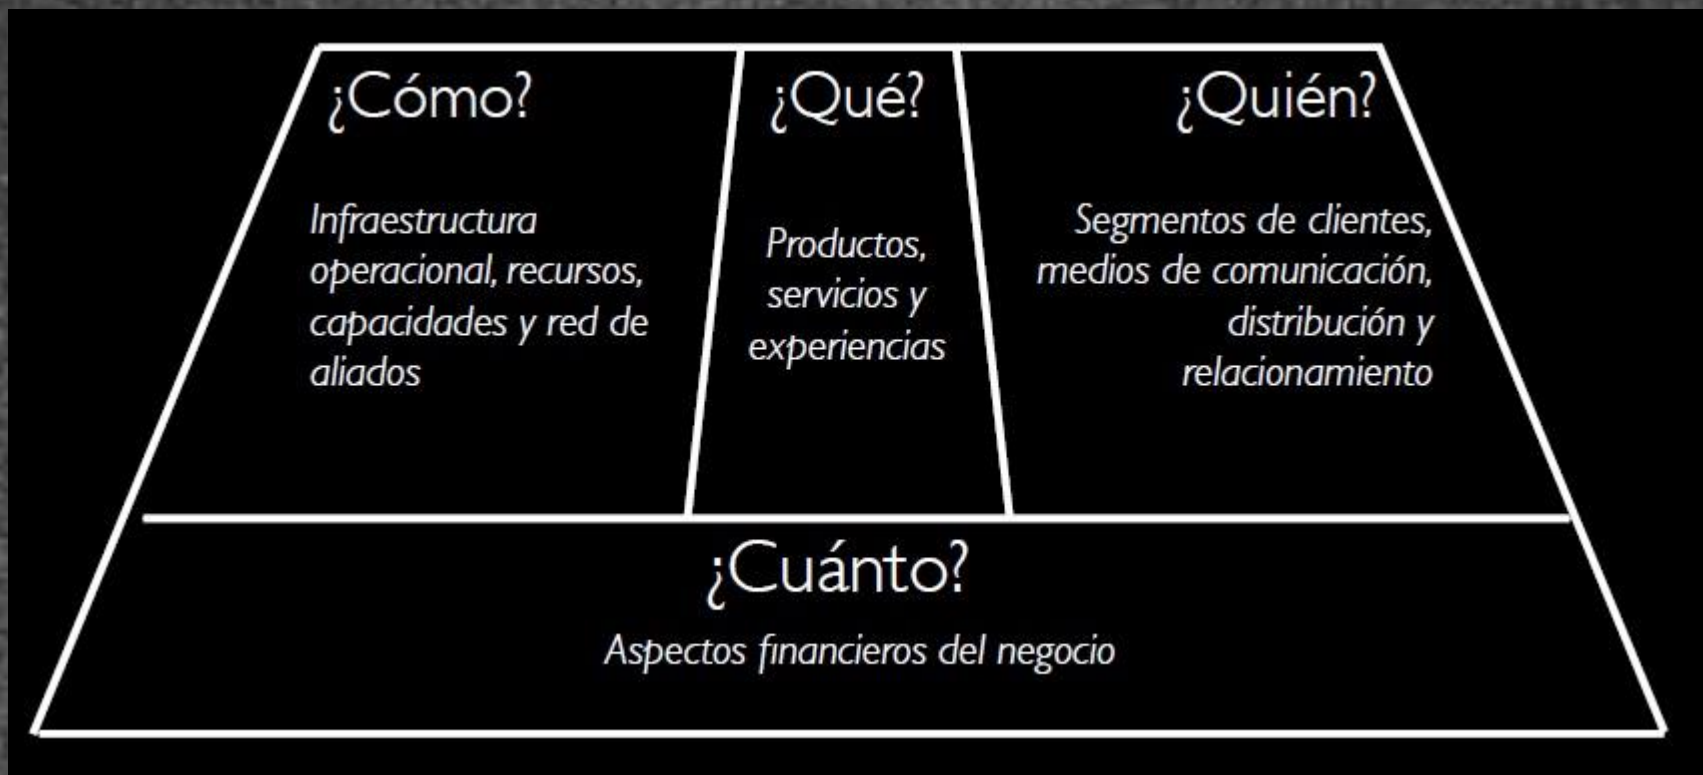 ¿Cómo?
Infraestructura
operacional, recursos,
capacidades y red de
aliados
¿Qué?
Productos,
servicios y
experiencias
¿Quién?
Segmentos de clientes,
medios de comunicación,
distribución y
relacionamiento
¿Cuánto?
Aspectos financieros del negocio